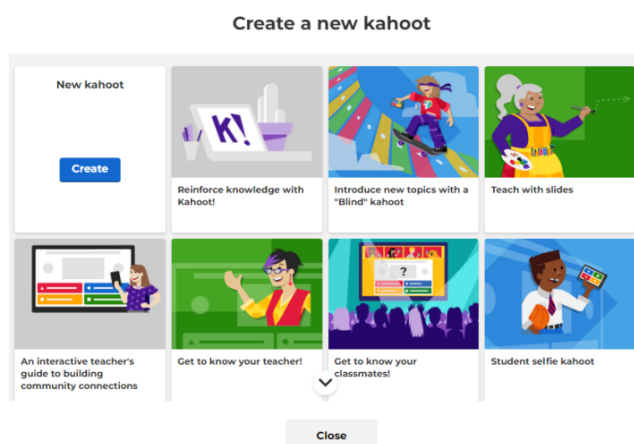 Create a new kahoot
New kahoot
Create
K!
Reinforce knowledge with
Kahoot!
Introduce new topics with a
"Blind" kahoot
Teach with slides
?
An interactive teacher's
guide to building
community connections
Get to know your teacher!
Get to know your
classmates!
Student selfie kahoot
Close